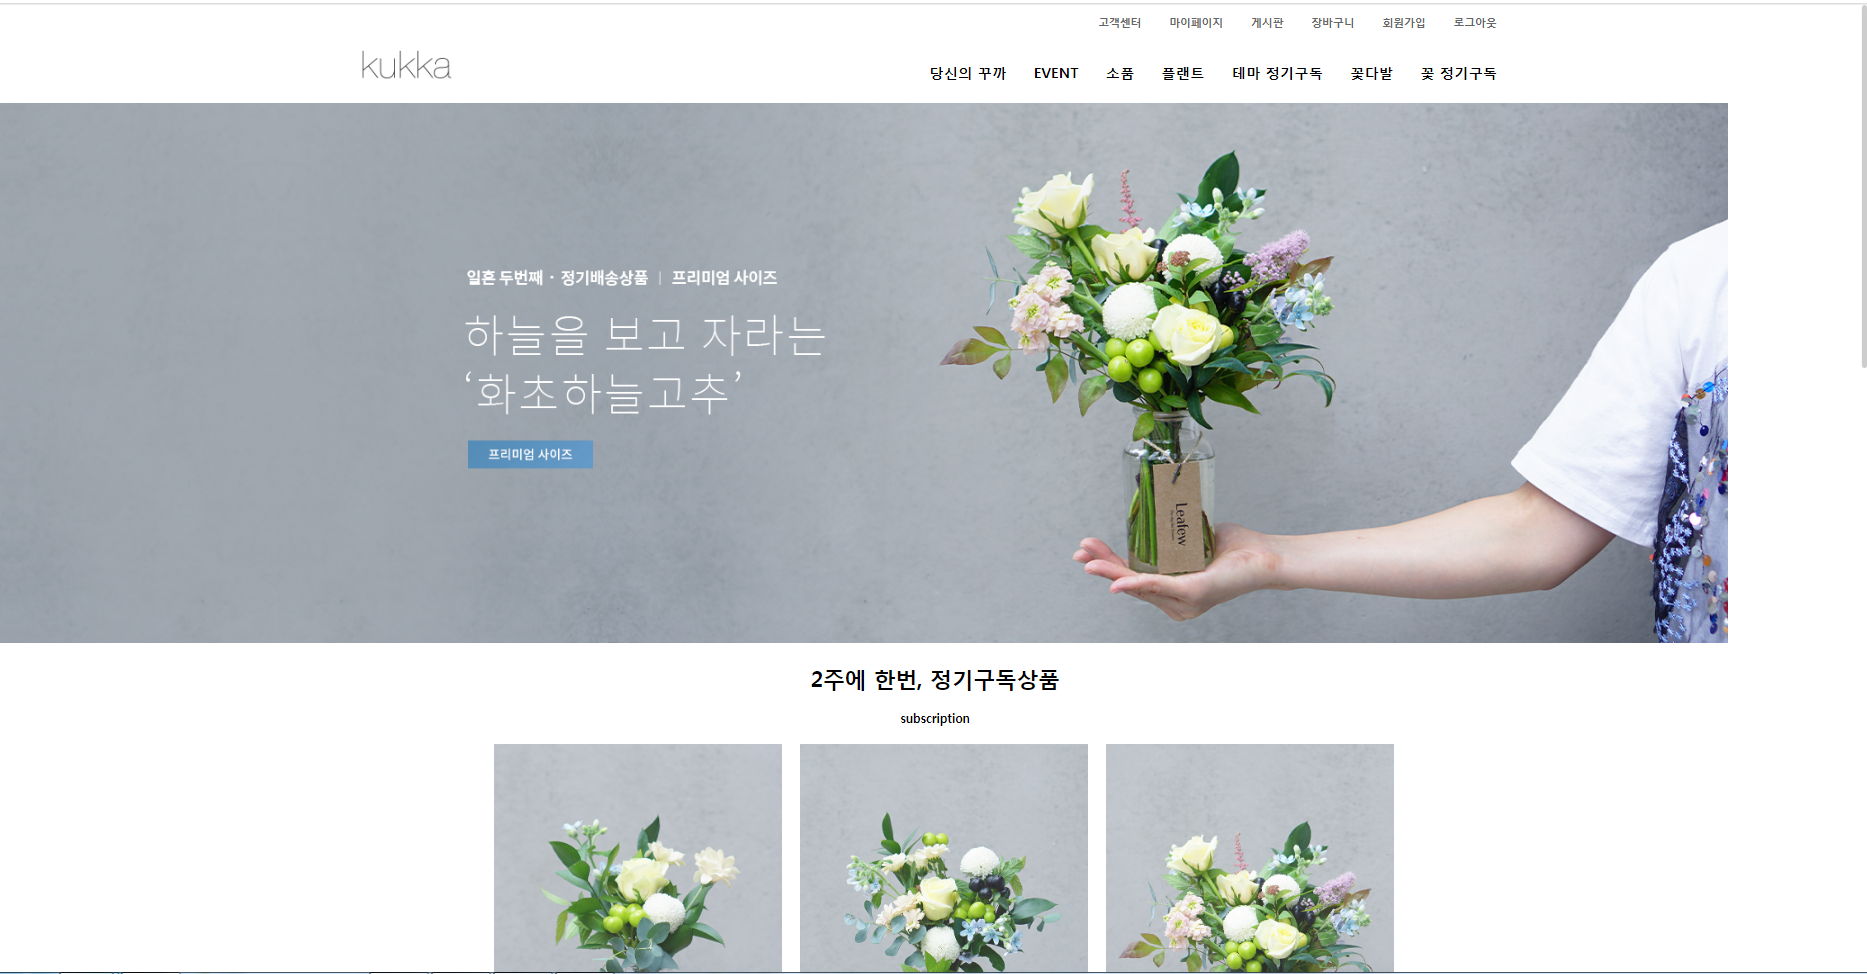 고객센터 마이페이지 게시판 장바구니 회원가입 로그아웃
kukka
당신의 꾸까 EVENT 소품 플랜트 테마 정기구독 꽃다발 꽃 정기구독
일혼 두번째 · 정기배송상품 | 프리미엄 사이즈
하늘을 보고 자라는
‘화초하늘고추’
프리미엄 사이즈
Leafew
2주에 한번, 정기구독상품
subscription